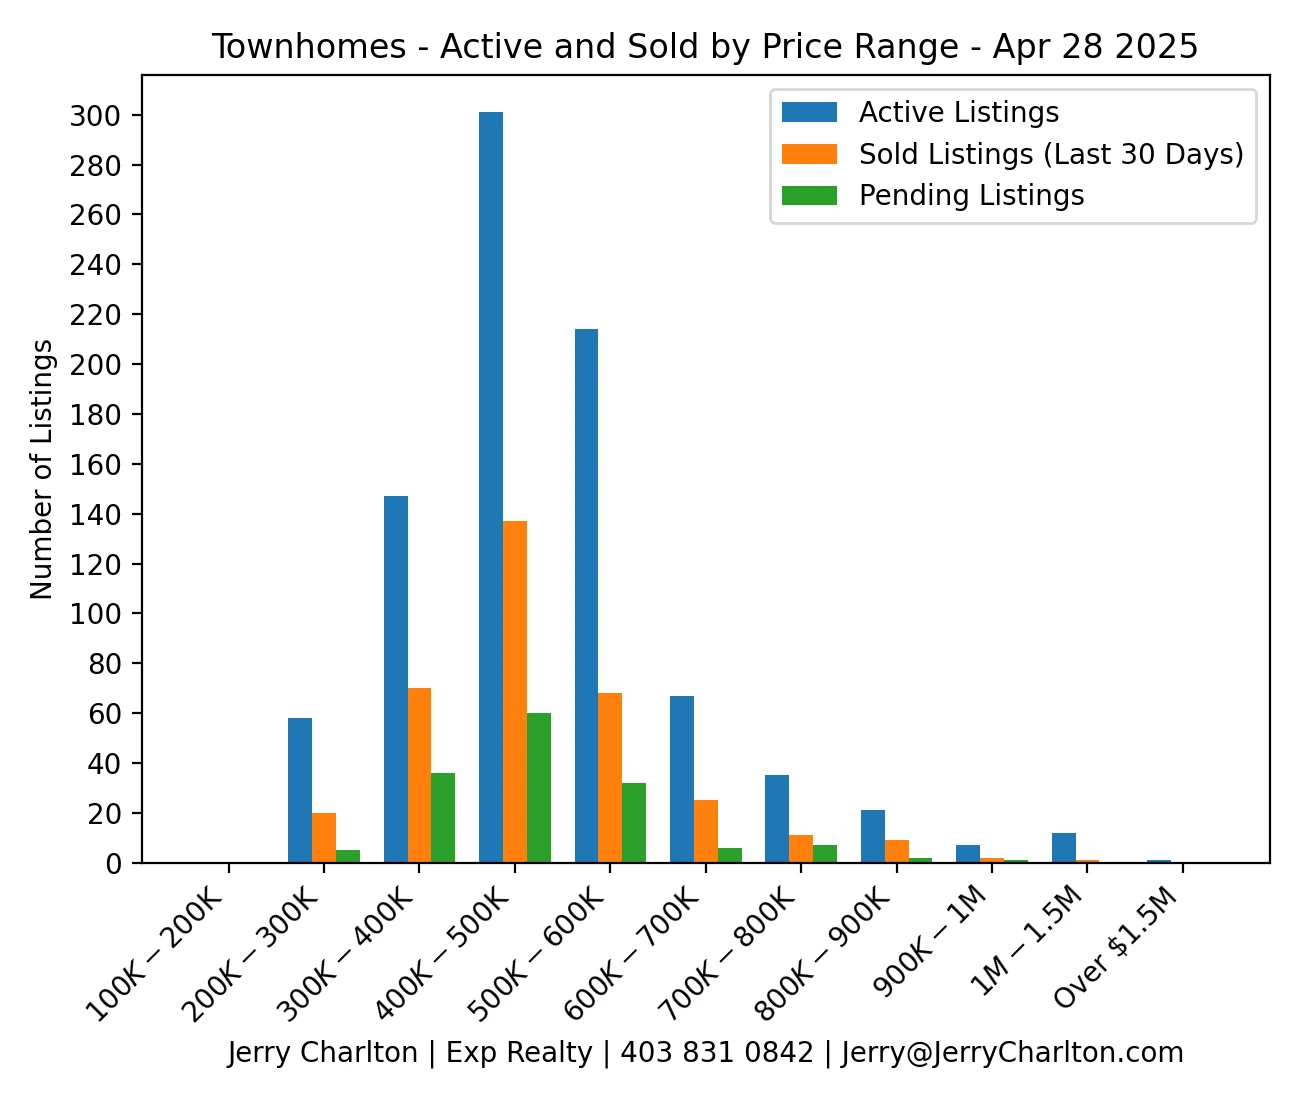 Townhomes - Active and Sold by Price Range - Apr 28 2025
Active Listings
Sold Listings (Last 30 Days)
Pending Listings
Number of Listings
300
280
260
240
220
200
180
160
140
120
100
80
60
40
20
0
100K − 200K
200K − 300K
300K − 400K
400K − 500K
500K − 600K
600K − 700K
700K − 800K
800K − 900K
900K − 1M
1M − 1.5M
Over $1.5M
Jerry Charlton | Exp Realty | 403 831 0842 | Jerry@JerryCharlton.com